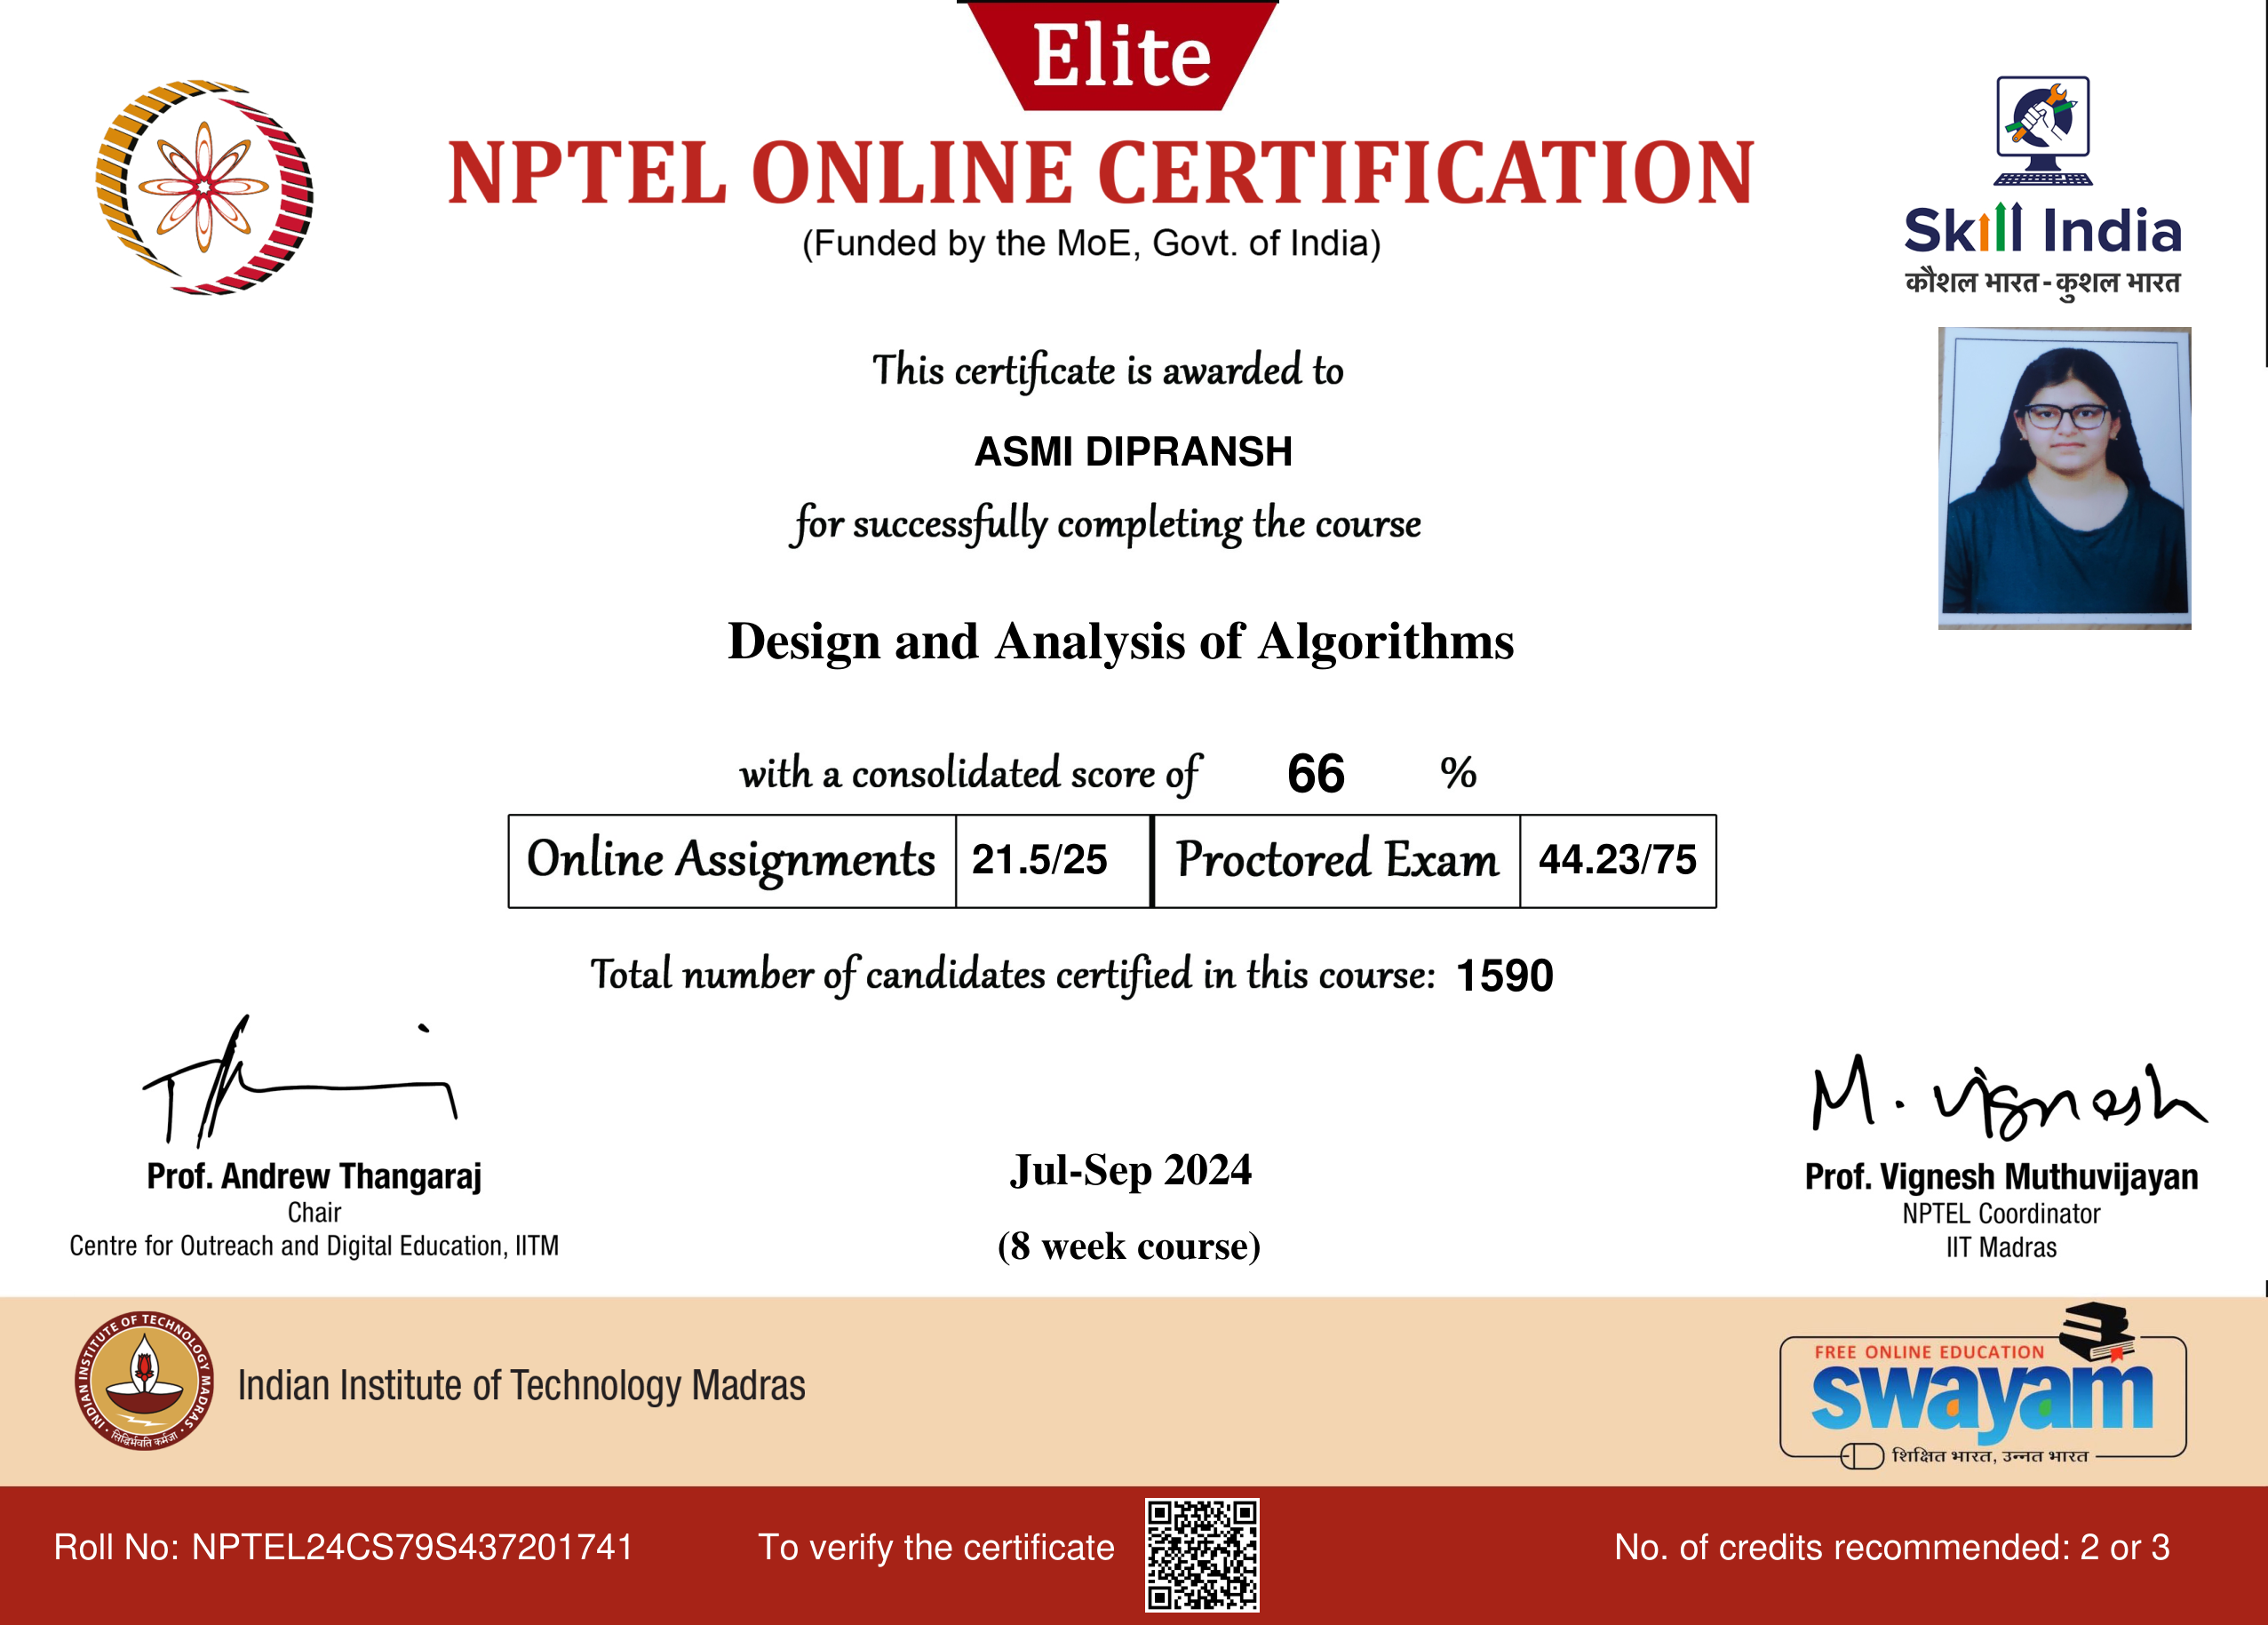 Elite
NPTEL ONLINE CERTIFICATION
(Funded by the MoE, Govt. of India)
Skill India
कौशल भारत - कुशल भारत
This certificate is awarded to
ASMI DIPRANSH
for successfully completing the course
Design and Analysis of Algorithms
with a consolidated score of 66 %
Online Assignments 21.5/25 Proctored Exam 44.23/75
Total number of candidates certified in this course: 1590
M. Vignesh
Prof. Andrew Thangaraj
Chair
Centre for Outreach and Digital Education, IITM
Jul-Sep 2024
(8 week course)
Prof. Vignesh Muthuvijayan
NPTEL Coordinator
IIT Madras
INDIAN INSTITUTE OF TECHNOLOGY MADRAS
सिद्धिर्भवति कर्मजा
Indian Institute of Technology Madras
FREE ONLINE EDUCATION
swayam
शिक्षित भारत, उन्नत भारत
Roll No: NPTEL24CS79S437201741
To verify the certificate
No. of credits recommended: 2 or 3